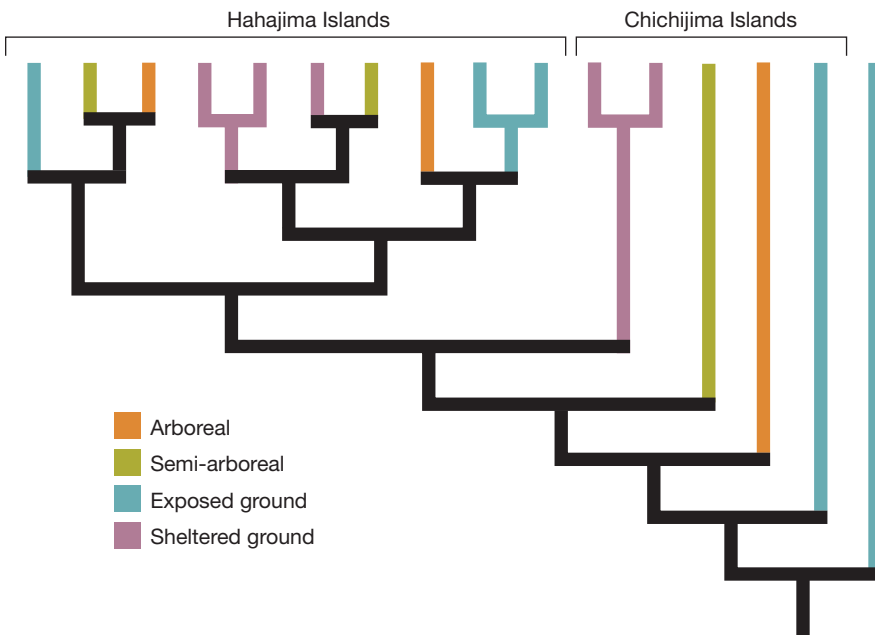 Hahajima Islands
Chichijima Islands
Arboreal
Semi-arboreal
Exposed ground
Sheltered ground